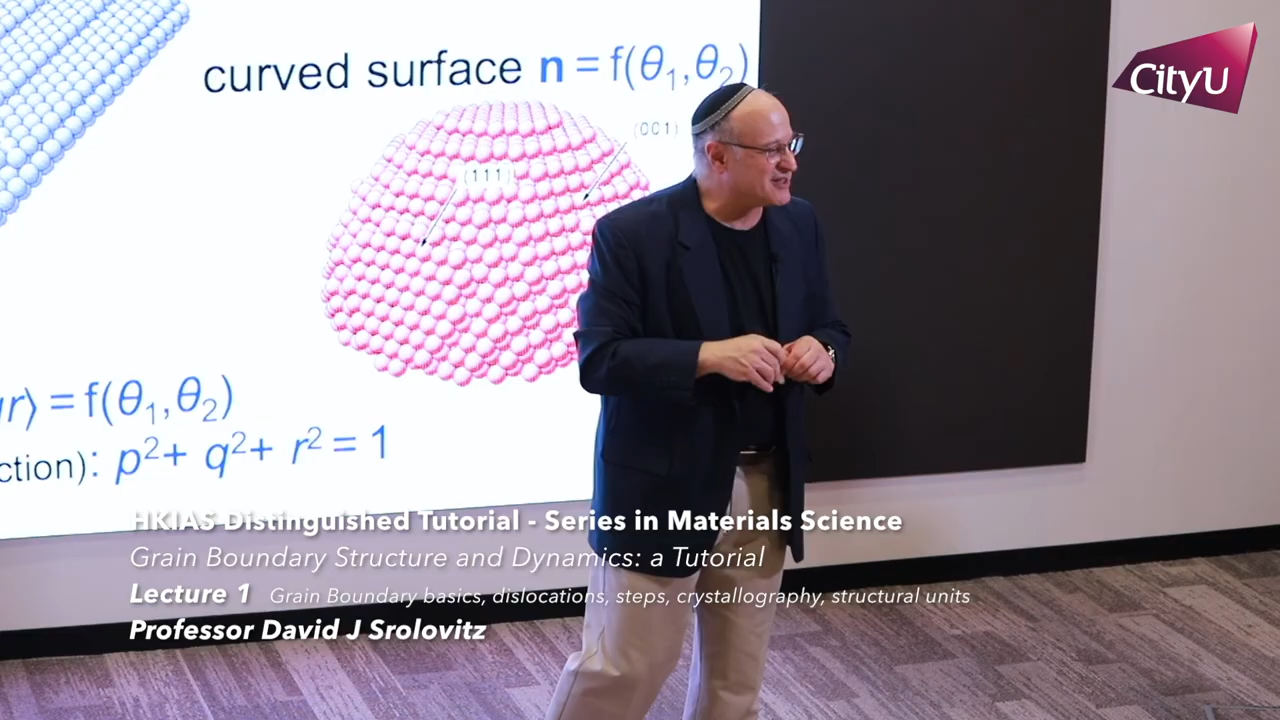 curved surface n = f(θ₁,θ₂)
CityU
(001)
(111)
r⟩ = f(θ₁,θ₂)
ction): p²+ q²+ r² = 1
HKIAS Distinguished Tutorial - Series in Materials Science
Grain Boundary Structure and Dynamics: a Tutorial
Lecture 1 Grain Boundary basics, dislocations, steps, crystallography, structural units
Professor David J Srolovitz